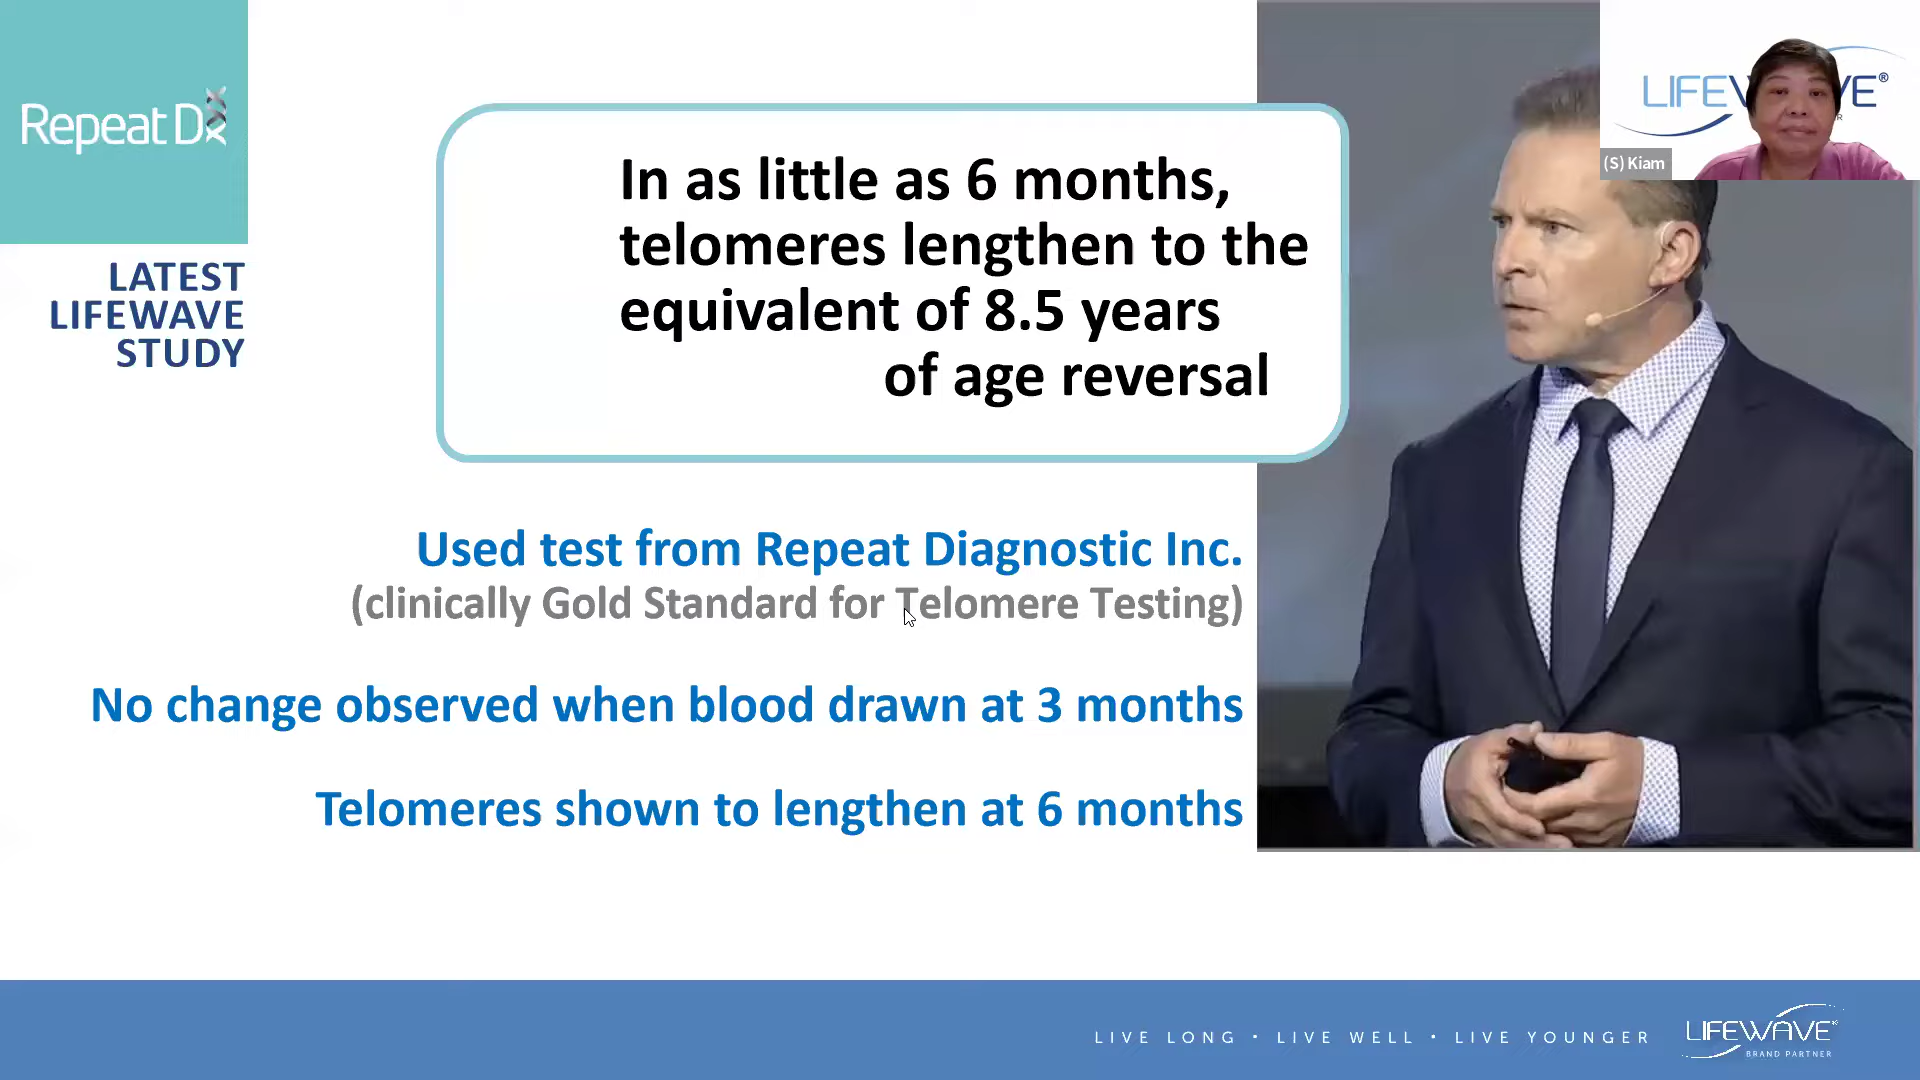 Repeat Dx
LATEST
LIFEWAVE
STUDY
In as little as 6 months,
telomeres lengthen to the
equivalent of 8.5 years
of age reversal
LIFEWAVE®
(S) Kiam
Used test from Repeat Diagnostic Inc.
(clinically Gold Standard for Telomere Testing)
No change observed when blood drawn at 3 months
Telomeres shown to lengthen at 6 months
LIVE LONG • LIVE WELL • LIVE YOUNGER
LIFEWAVE®
BRAND PARTNER